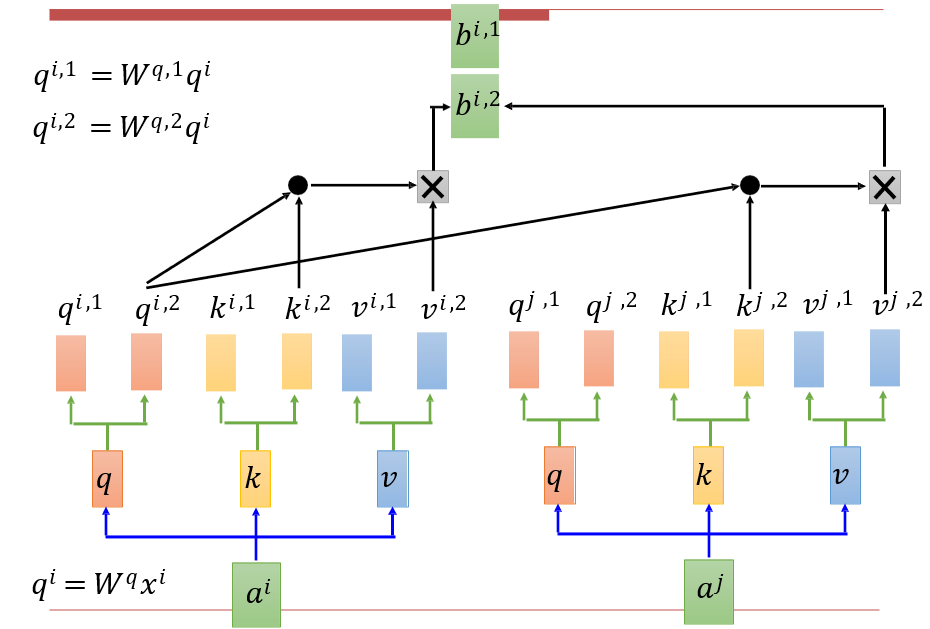 b^{i,1}
q^{i,1} = W^{q,1}q^{i}
b^{i,2}
q^{i,2} = W^{q,2}q^{i}
q^{i,1} q^{i,2} k^{i,1} k^{i,2} v^{i,1} v^{i,2} q^{j,1} q^{j,2} k^{j,1} k^{j,2} v^{j,1} v^{j,2}
q k v q k v
q^{i} = W^{q}x^{i} a^{i} a^{j}